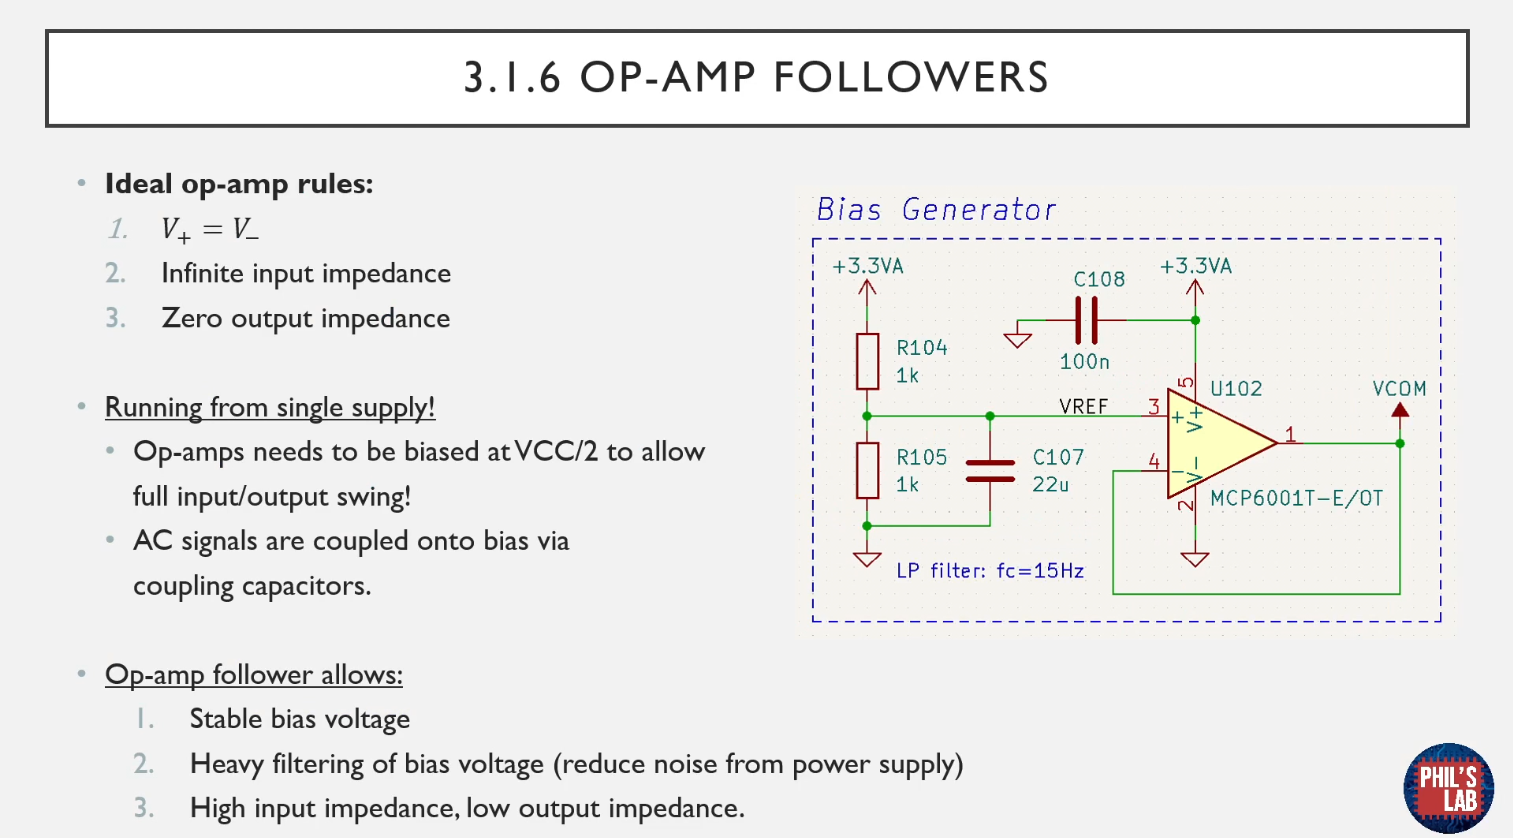 3.1.6 OP-AMP FOLLOWERS
• Ideal op-amp rules:
1. V₊ = V₋
2. Infinite input impedance
3. Zero output impedance
• Running from single supply!
• Op-amps needs to be biased at VCC/2 to allow
full input/output swing!
• AC signals are coupled onto bias via
coupling capacitors.
• Op-amp follower allows:
1. Stable bias voltage
2. Heavy filtering of bias voltage (reduce noise from power supply)
3. High input impedance, low output impedance.
Bias Generator
+3.3VA
C108
+3.3VA
100n
R104
1k
VREF
R105
1k
C107
22u
LP filter: fc=15Hz
3
+
4
−
5
V+
2
V−
1
U102
MCP6001T-E/OT
VCOM
PHIL'S
LAB